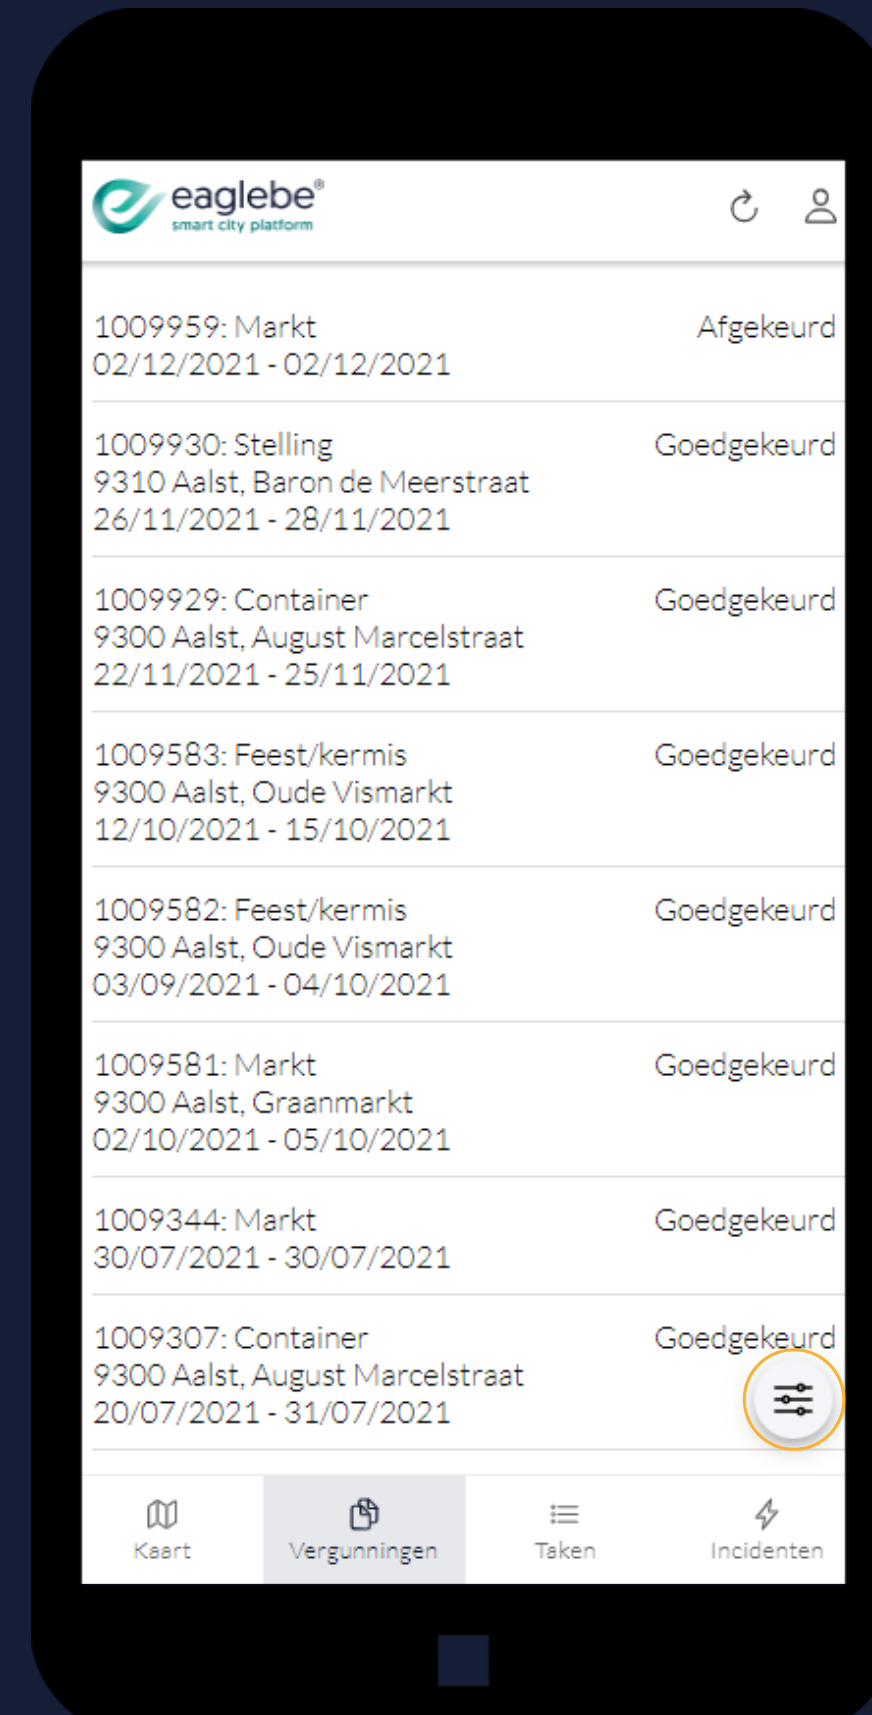 eaglebe®
smart city platform
1009959: Markt Afgekeurd
02/12/2021 - 02/12/2021
1009930: Stelling Goedgekeurd
9310 Aalst, Baron de Meerstraat
26/11/2021 - 28/11/2021
1009929: Container Goedgekeurd
9300 Aalst, August Marcelstraat
22/11/2021 - 25/11/2021
1009583: Feest/kermis Goedgekeurd
9300 Aalst, Oude Vismarkt
12/10/2021 - 15/10/2021
1009582: Feest/kermis Goedgekeurd
9300 Aalst, Oude Vismarkt
03/09/2021 - 04/10/2021
1009581: Markt Goedgekeurd
9300 Aalst, Graanmarkt
02/10/2021 - 05/10/2021
1009344: Markt Goedgekeurd
30/07/2021 - 30/07/2021
1009307: Container Goedgekeurd
9300 Aalst, August Marcelstraat
20/07/2021 - 31/07/2021
Kaart Vergunningen Taken Incidenten